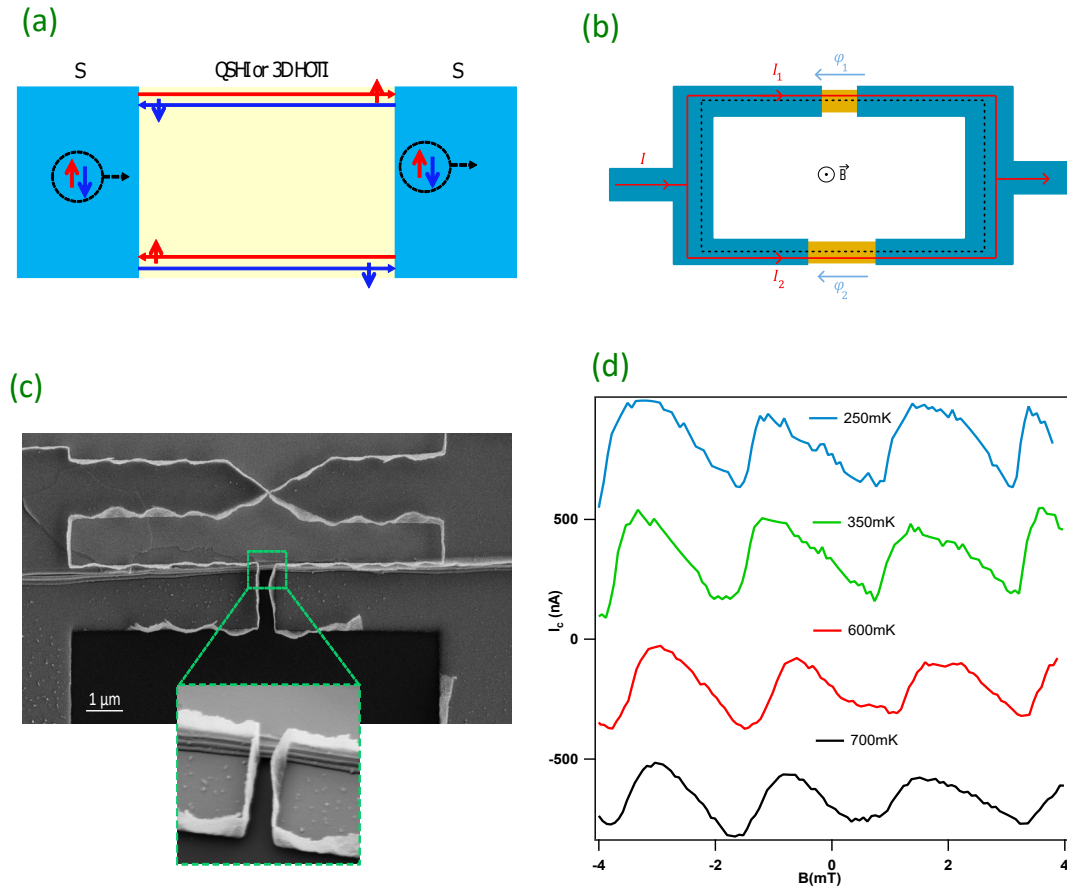 (a)
S
QSHI or 3D HOTI
S
(b)
I₁
φ₁
I
B
I₂
φ₂
(c)
1 µm
(d)
250mK
350mK
600mK
700mK
500
0
-500
I_c (nA)
-4
-2
0
2
4
B(mT)